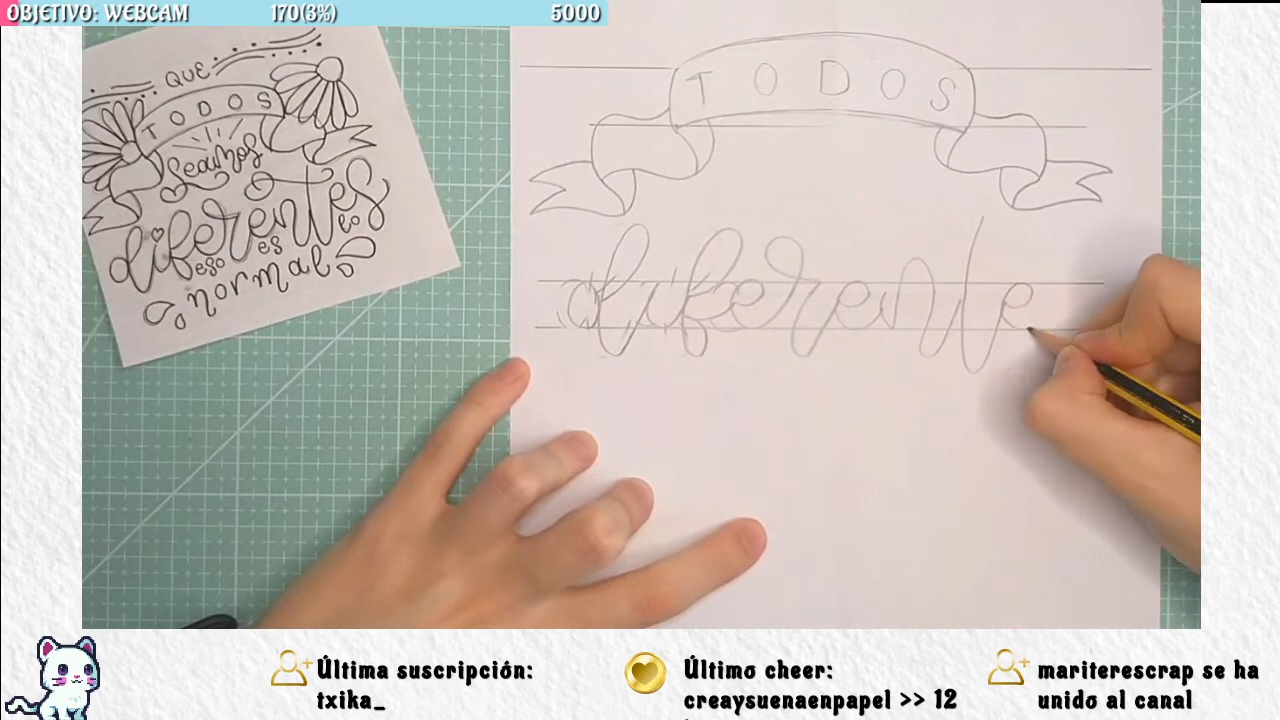 OBJETIVO: WEBCAM 170(3%) 5000
QUE
TODOS
Seamos
diferentes
eso es lo
normal
TODOS
diferente
Última suscripción:
txika_
Último cheer:
creaysuenaenpapel >> 12
mariterescrap se ha
unido al canal